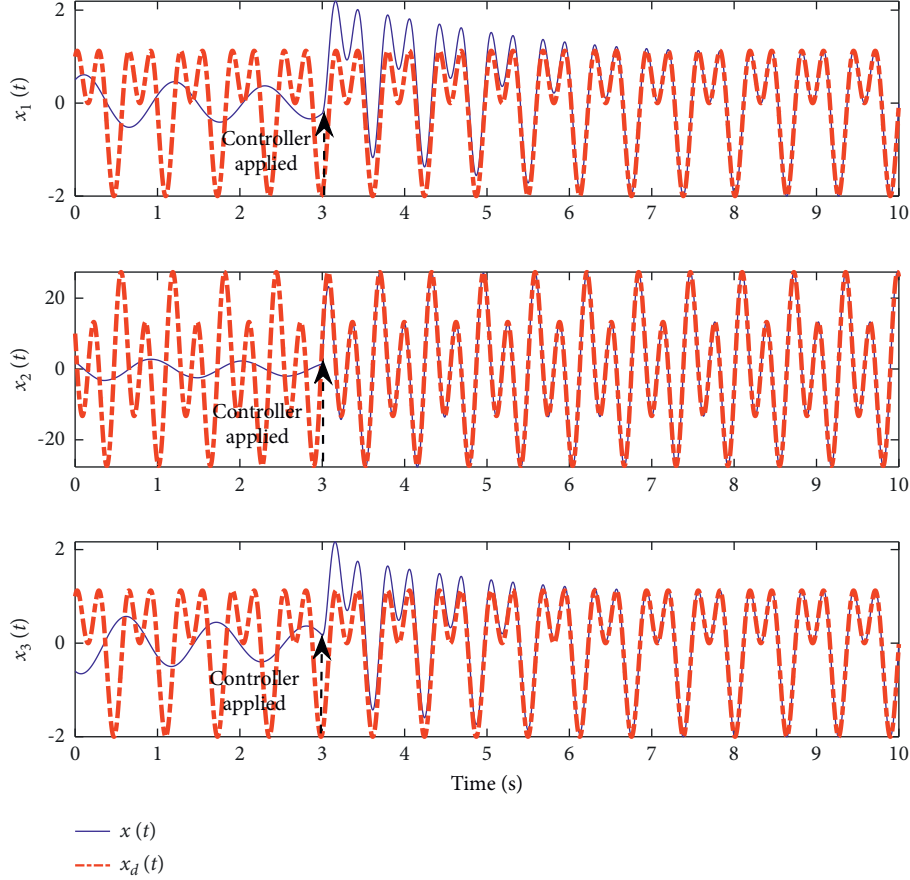 2
x₁ (t)
0
Controller
applied
-2
0 1 2 3 4 5 6 7 8 9 10
20
x₂ (t)
0
Controller
applied
-20
0 1 2 3 4 5 6 7 8 9 10
2
x₃ (t)
0
Controller
applied
-2
0 1 2 3 4 5 6 7 8 9 10
Time (s)
x (t)
x_d (t)